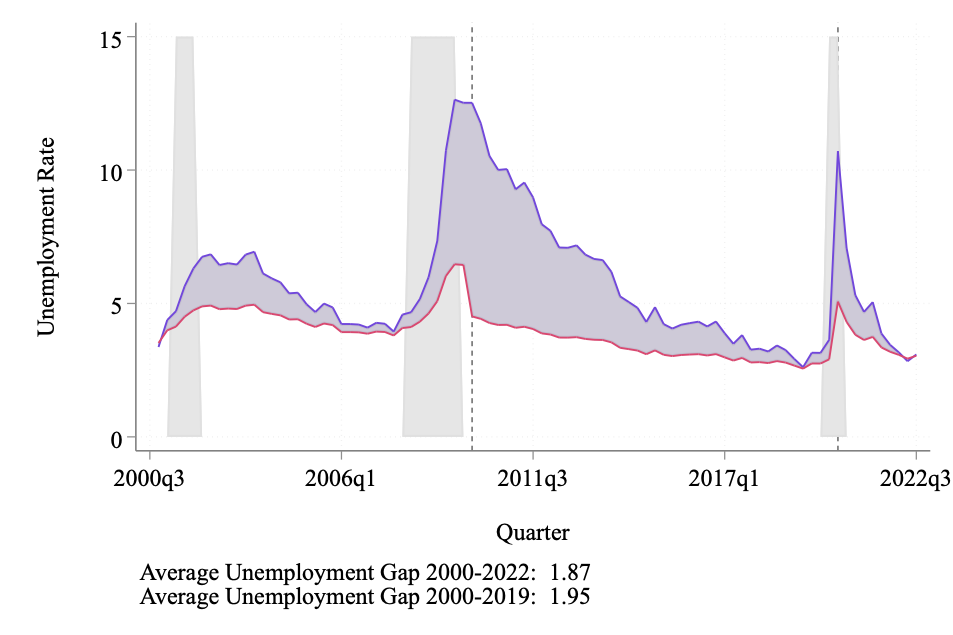 15
10
5
0
Unemployment Rate
2000q3 2006q1 2011q3 2017q1 2022q3
Quarter
Average Unemployment Gap 2000-2022: 1.87
Average Unemployment Gap 2000-2019: 1.95